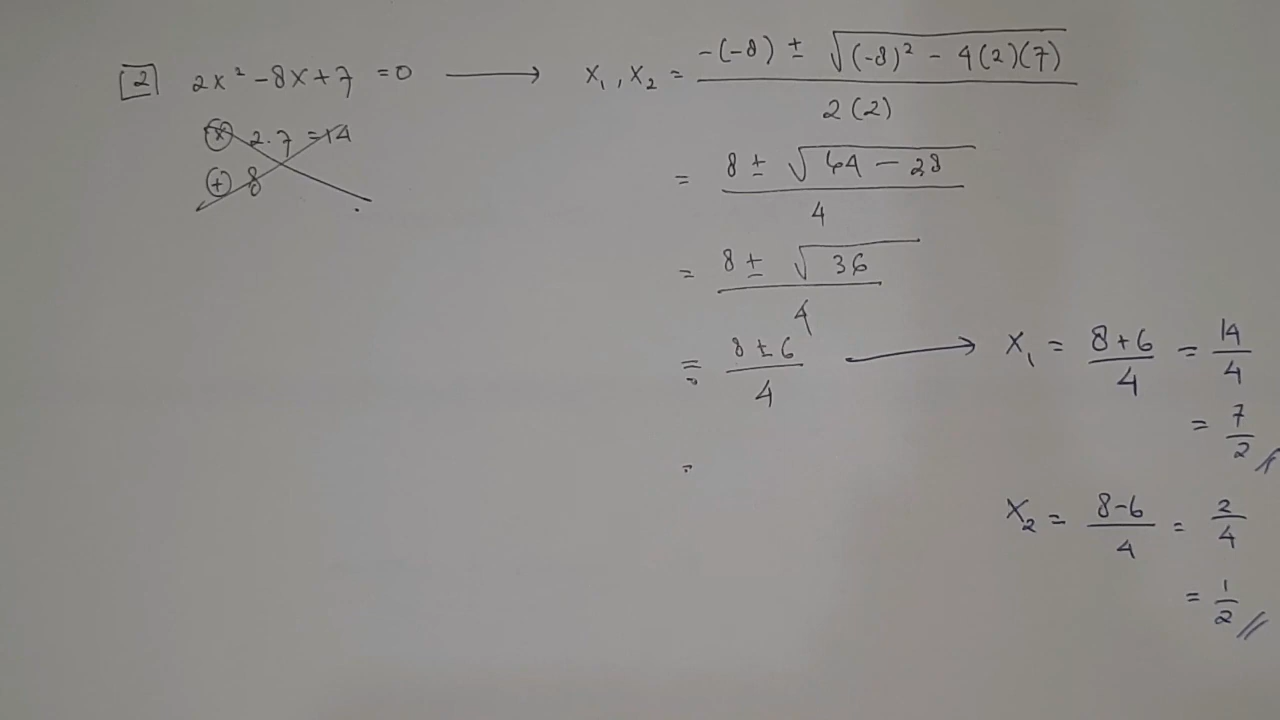 [2] 2x² - 8x + 7 = 0 ⟶ x₁, x₂ = (-(-8) ± √((-8)² - 4(2)(7))) / 2(2)
(×) 2.7 = 14
(+) 8
= (8 ± √(64 - 28)) / 4
= (8 ± √36) / 4
= (8 ± 6) / 4 ⟶ x₁ = (8 + 6) / 4 = 14 / 4
= 7 / 2 //
x₂ = (8 - 6) / 4 = 2 / 4
= 1 / 2 //